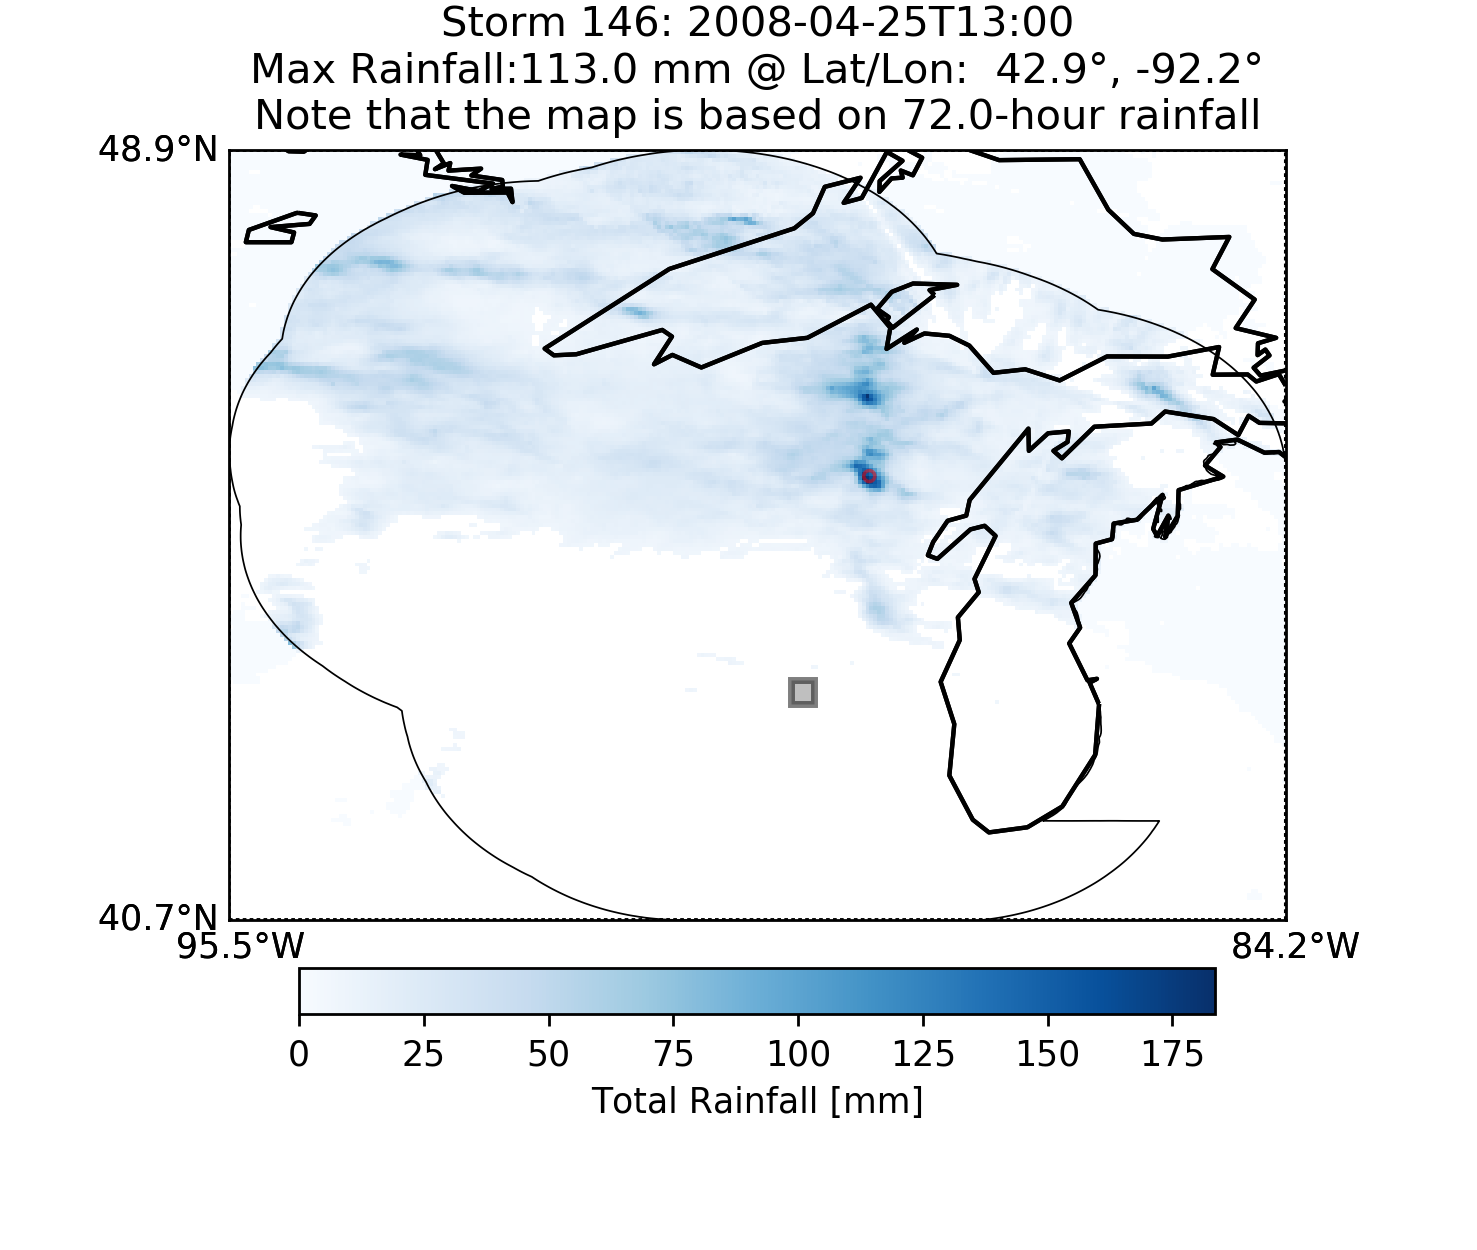 Storm 146: 2008-04-25T13:00
Max Rainfall:113.0 mm @ Lat/Lon:  42.9°, -92.2°
Note that the map is based on 72.0-hour rainfall
48.9°N
40.7°N
95.5°W 84.2°W
0 25 50 75 100 125 150 175
Total Rainfall [mm]